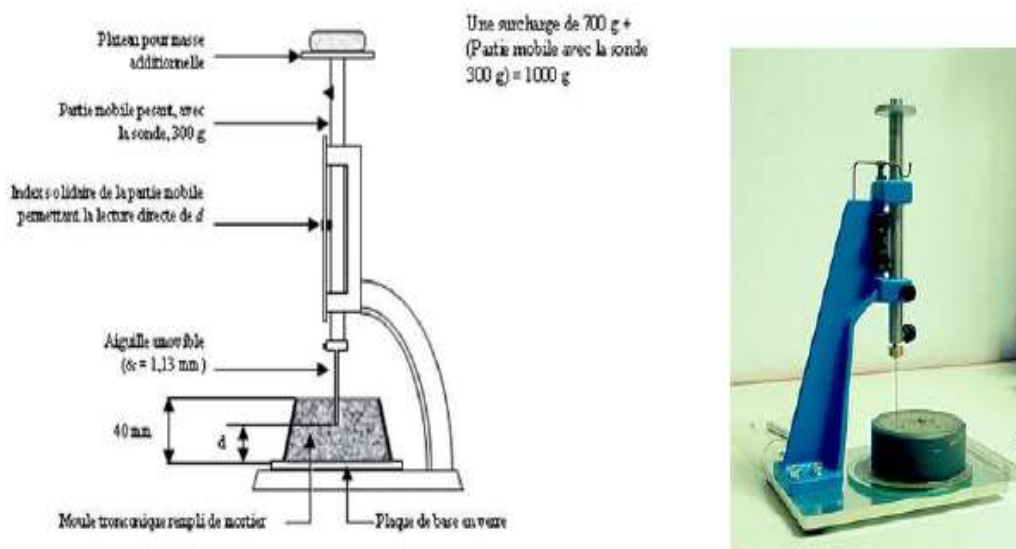 Plateau pour masse
additionnelle
Une surcharge de 700 g +
(Partie mobile avec la sonde
300 g) = 1000 g
Partie mobile pesant, avec
la sonde, 300 g
Index solidaire de la partie mobile
permettant la lecture directe de d
Aiguille amovible
= 1,13 mm )
40 mm
d
Moule tronconique rempli de mortier
Plaque de base en verre